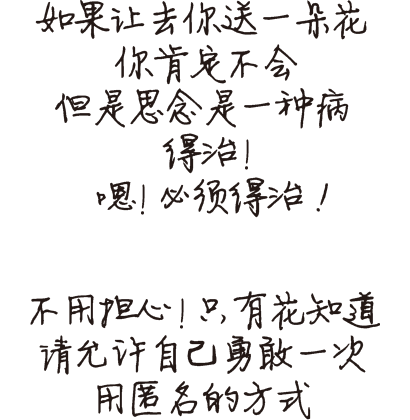 如果让去你送一朵花
你肯定不会
但是思念是一种病
得治!
嗯!必须得治!
不用担心!只有花知道
请允许自己勇敢一次
用匿名的方式